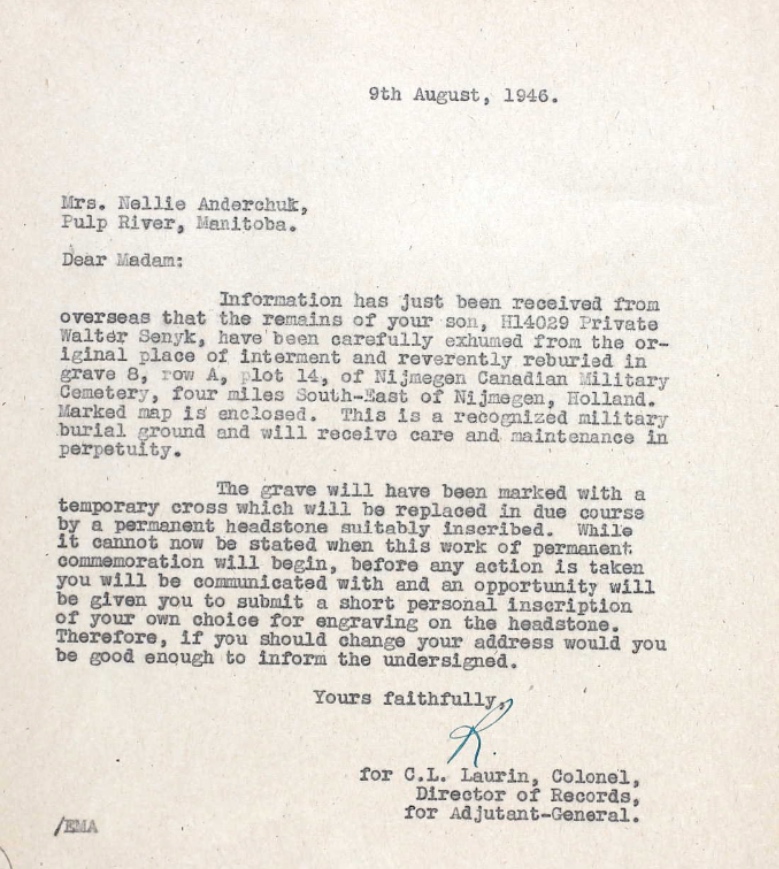 9th August, 1946.
Mrs. Nellie Anderchuk,
Pulp River, Manitoba.
Dear Madam:
Information has just been received from
overseas that the remains of your son, H14029 Private
Walter Senyk, have been carefully exhumed from the or-
iginal place of interment and reverently reburied in
grave 8, row A, plot 14, of Nijmegen Canadian Military
Cemetery, four miles South-East of Nijmegen, Holland.
Marked map is enclosed. This is a recognized military
burial ground and will receive care and maintenance in
perpetuity.
The grave will have been marked with a
temporary cross which will be replaced in due course
by a permanent headstone suitably inscribed. While
it cannot now be stated when this work of permanent
commemoration will begin, before any action is taken
you will be communicated with and an opportunity will
be given you to submit a short personal inscription
of your own choice for engraving on the headstone.
Therefore, if you should change your address would you
be good enough to inform the undersigned.
Yours faithfully,
R.
for C.L. Laurin, Colonel,
Director of Records,
for Adjutant-General.
/EMA